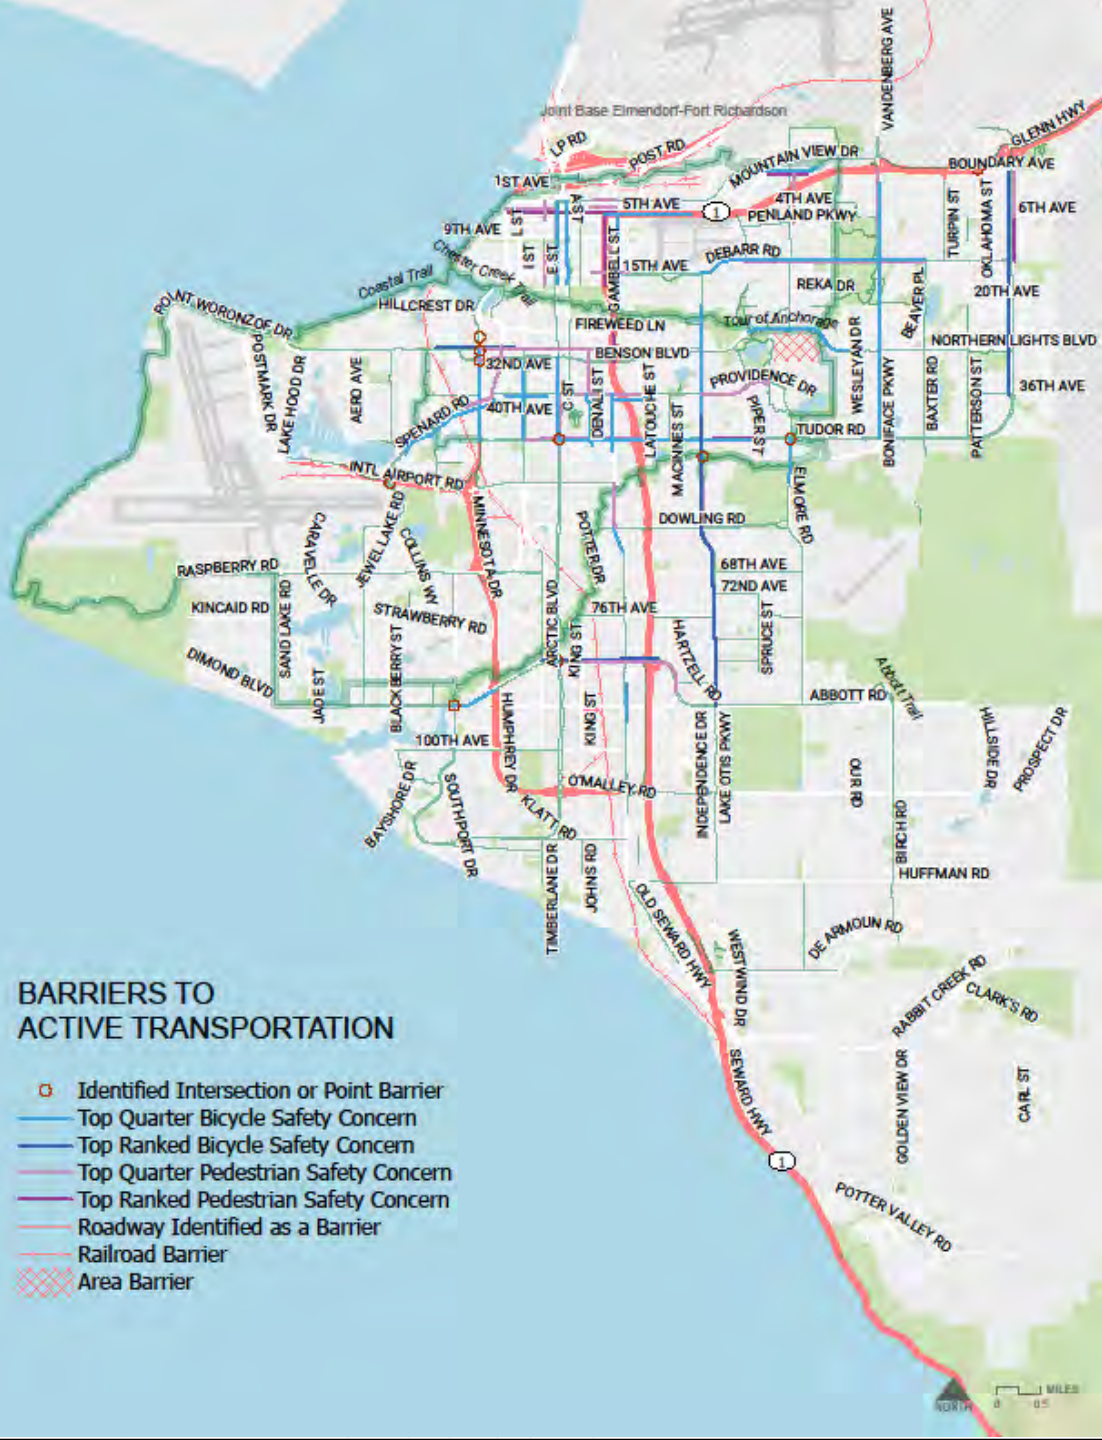 VANDENBERG AVE
Joint Base Elmendorf-Fort Richardson
GLENN HWY
LP RD
POST RD
MOUNTAIN VIEW DR
BOUNDARY AVE
1ST AVE
A ST
5TH AVE
1
4TH AVE
PENLAND PKWY
TURPIN ST
OKLAHOMA ST
6TH AVE
L ST
9TH AVE
GAMBELL ST
I ST
E ST
Chester Creek Trail
Coastal Trail
15TH AVE
DEBARR RD
REKA DR
BEAVER PL
20TH AVE
POINT WORONZOF DR
HILLCREST DR
FIREWEED LN
Tour of Anchorage
WESLEYAN DR
NORTHERN LIGHTS BLVD
POSTMARK DR
LAKE HOOD DR
AERO AVE
32ND AVE
BENSON BLVD
PROVIDENCE DR
BONIFACE PKWY
BAXTER RD
PATTERSON ST
36TH AVE
SPENARD RD
40TH AVE
C ST
DENALI ST
LATOUCHE ST
MACINNES ST
PIPER ST
TUDOR RD
INTL AIRPORT RD
ELMORE RD
MINNESOTA DR
CARAVELLE DR
JEWEL LAKE RD
COLLINS WY
POTTER DR
DOWLING RD
RASPBERRY RD
68TH AVE
72ND AVE
KINCAID RD
SAND LAKE RD
STRAWBERRY RD
ARCTIC BLVD
76TH AVE
SPRUCE ST
DIMOND BLVD
JADE ST
BLACKBERRY ST
KING ST
HARTZELL RD
Abbott Trail
ABBOTT RD
100TH AVE
HUMPHREY DR
KING ST
INDEPENDENCE DR
LAKE OTIS PKWY
HILLSIDE DR
PROSPECT DR
BAYSHORE DR
SOUTHPORT DR
O'MALLEY RD
KLATT RD
OUR RD
BIRCH RD
TIMBERLANE DR
JOHNS RD
HUFFMAN RD
OLD SEWARD HWY
WESTWIND DR
DE ARMOUN RD
RABBIT CREEK RD
CLARK'S RD
SEWARD HWY
GOLDEN VIEW DR
CARL ST
1
POTTER VALLEY RD
BARRIERS TO
ACTIVE TRANSPORTATION
Identified Intersection or Point Barrier
Top Quarter Bicycle Safety Concern
Top Ranked Bicycle Safety Concern
Top Quarter Pedestrian Safety Concern
Top Ranked Pedestrian Safety Concern
Roadway Identified as a Barrier
Railroad Barrier
Area Barrier
NORTH
MILES
0 0.5